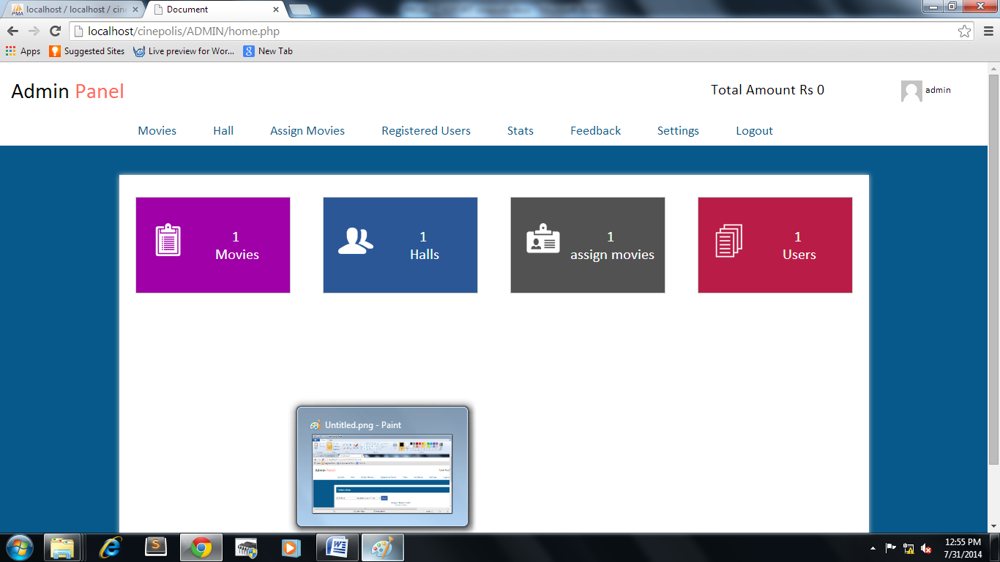 localhost / localhost / cin
Document
localhost/cinepolis/ADMIN/home.php
Apps
Suggested Sites
Live preview for Wor...
New Tab
Admin Panel
Total Amount Rs 0
admin
Movies
Hall
Assign Movies
Registered Users
Stats
Feedback
Settings
Logout
1
Movies
1
Halls
1
assign movies
1
Users
Untitled.png - Paint
Admin Panel
12:55 PM
7/31/2014